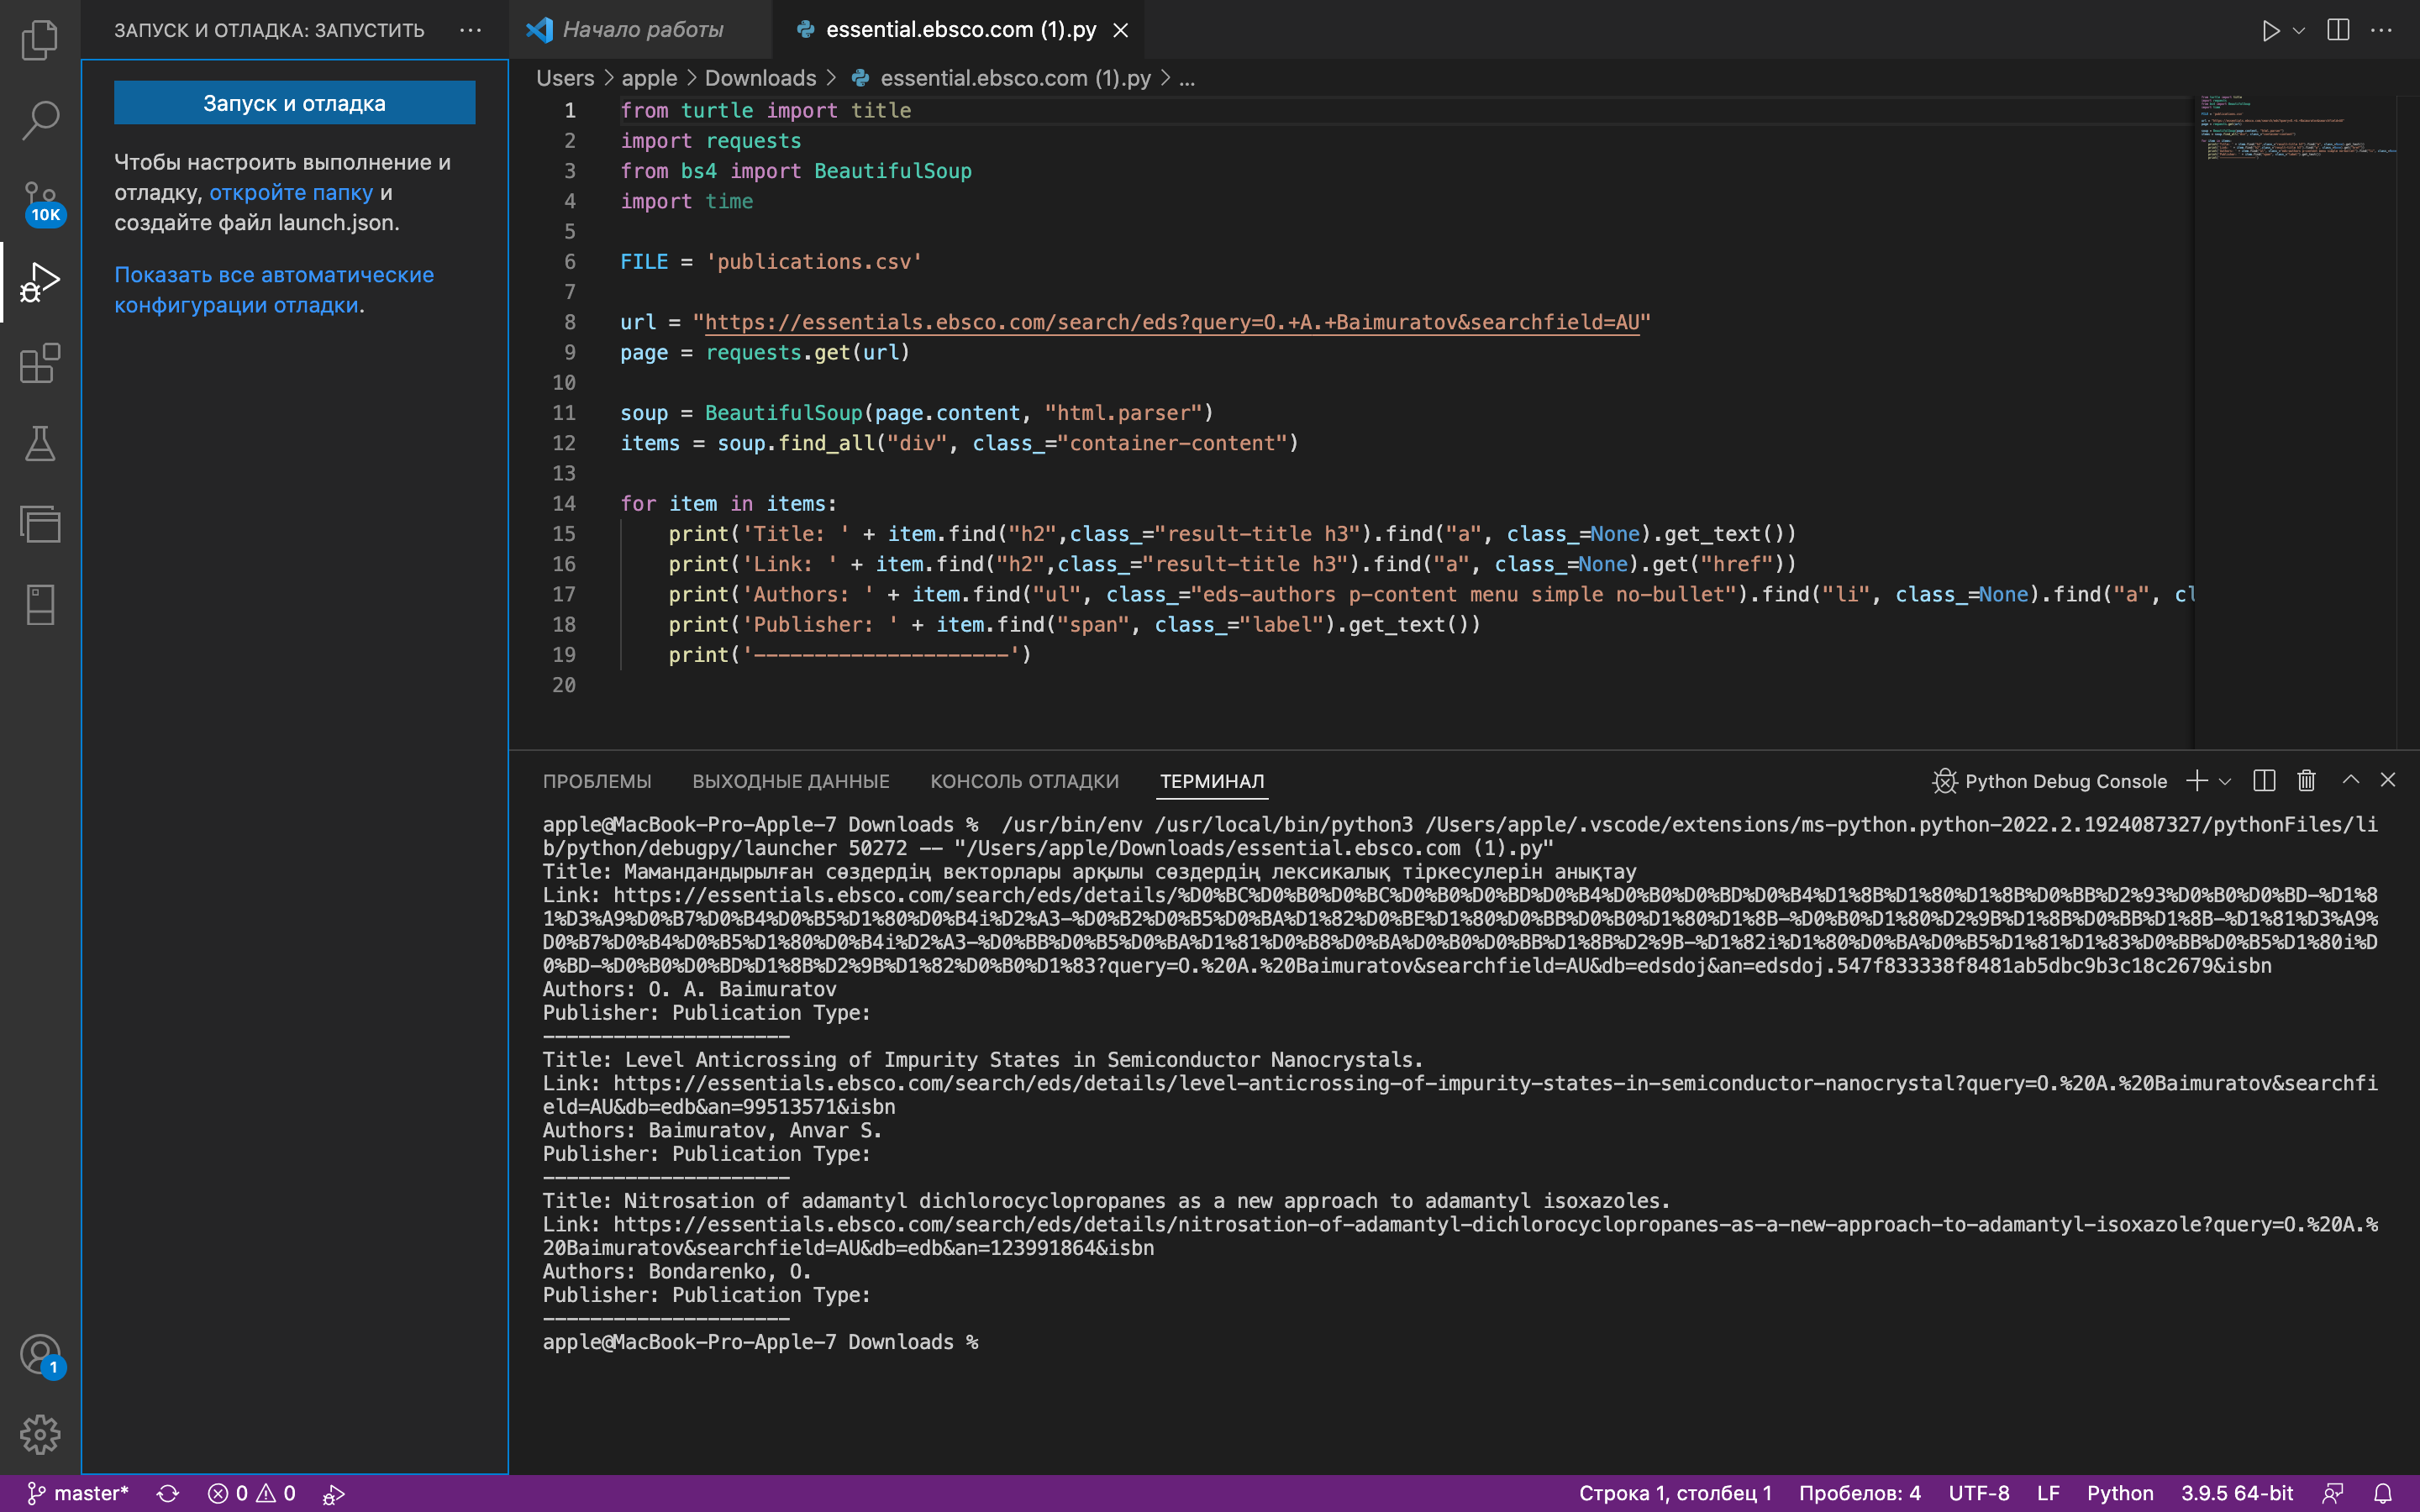 ЗАПУСК И ОТЛАДКА: ЗАПУСТИТЬ
Запуск и отладка
Чтобы настроить выполнение и
отладку, откройте папку и
создайте файл launch.json.
Показать все автоматические
конфигурации отладки.
10K
1
Начало работы
essential.ebsco.com (1).py
Users > apple > Downloads > essential.ebsco.com (1).py > ...
1 from turtle import title
2 import requests
3 from bs4 import BeautifulSoup
4 import time
5
6 FILE = 'publications.csv'
7
8 url = "https://essentials.ebsco.com/search/eds?query=O.+A.+Baimuratov&searchfield=AU"
9 page = requests.get(url)
10
11 soup = BeautifulSoup(page.content, "html.parser")
12 items = soup.find_all("div", class_="container-content")
13
14 for item in items:
15 print('Title: ' + item.find("h2",class_="result-title h3").find("a", class_=None).get_text())
16 print('Link: ' + item.find("h2",class_="result-title h3").find("a", class_=None).get("href"))
17 print('Authors: ' + item.find("ul", class_="eds-authors p-content menu simple no-bullet").find("li", class_=None).find("a", cl
18 print('Publisher: ' + item.find("span", class_="label").get_text())
19 print('---------------------')
20
ПРОБЛЕМЫ ВЫХОДНЫЕ ДАННЫЕ КОНСОЛЬ ОТЛАДКИ ТЕРМИНАЛ Python Debug Console
apple@MacBook-Pro-Apple-7 Downloads %  /usr/bin/env /usr/local/bin/python3 /Users/apple/.vscode/extensions/ms-python.python-2022.2.1924087327/pythonFiles/li
b/python/debugpy/launcher 50272 -- "/Users/apple/Downloads/essential.ebsco.com (1).py"
Title: Мамандандырылған сөздердің векторлары арқылы сөздердің лексикалық тіркесулерін анықтау
Link: https://essentials.ebsco.com/search/eds/details/%D0%BC%D0%B0%D0%BC%D0%B0%D0%BD%D0%B4%D0%B0%D0%BD%D0%B4%D1%8B%D1%80%D1%8B%D0%BB%D2%93%D0%B0%D0%BD-%D1%8
1%D3%A9%D0%B7%D0%B4%D0%B5%D1%80%D0%B4i%D2%A3-%D0%B2%D0%B5%D0%BA%D1%82%D0%BE%D1%80%D0%BB%D0%B0%D1%80%D1%8B-%D0%B0%D1%80%D2%9B%D1%8B%D0%BB%D1%8B-%D1%81%D3%A9%
D0%B7%D0%B4%D0%B5%D1%80%D0%B4i%D2%A3-%D0%BB%D0%B5%D0%BA%D1%81%D0%B8%D0%BA%D0%B0%D0%BB%D1%8B%D2%9B-%D1%82i%D1%80%D0%BA%D0%B5%D1%81%D1%83%D0%BB%D0%B5%D1%80i%D
0%BD-%D0%B0%D0%BD%D1%8B%D2%9B%D1%82%D0%B0%D1%83?query=O.%20A.%20Baimuratov&searchfield=AU&db=edsdoj&an=edsdoj.547f833338f8481ab5dbc9b3c18c2679&isbn
Authors: O. A. Baimuratov
Publisher: Publication Type:
---------------------
Title: Level Anticrossing of Impurity States in Semiconductor Nanocrystals.
Link: https://essentials.ebsco.com/search/eds/details/level-anticrossing-of-impurity-states-in-semiconductor-nanocrystal?query=O.%20A.%20Baimuratov&searchfi
eld=AU&db=edb&an=99513571&isbn
Authors: Baimuratov, Anvar S.
Publisher: Publication Type:
---------------------
Title: Nitrosation of adamantyl dichlorocyclopropanes as a new approach to adamantyl isoxazoles.
Link: https://essentials.ebsco.com/search/eds/details/nitrosation-of-adamantyl-dichlorocyclopropanes-as-a-new-approach-to-adamantyl-isoxazole?query=O.%20A.%
20Baimuratov&searchfield=AU&db=edb&an=123991864&isbn
Authors: Bondarenko, O.
Publisher: Publication Type:
---------------------
apple@MacBook-Pro-Apple-7 Downloads %
master* 0 0 Строка 1, столбец 1 Пробелов: 4 UTF-8 LF Python 3.9.5 64-bit